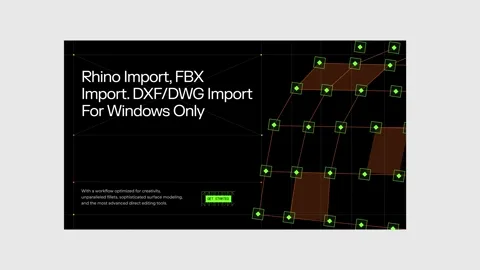 Rhino Import, FBX
Import. DXF/DWG Import
For Windows Only
With a workflow optimized for creativity,
unparalleled fillets, sophisticated surface modeling,
and the most advanced direct editing tools
GET STARTED